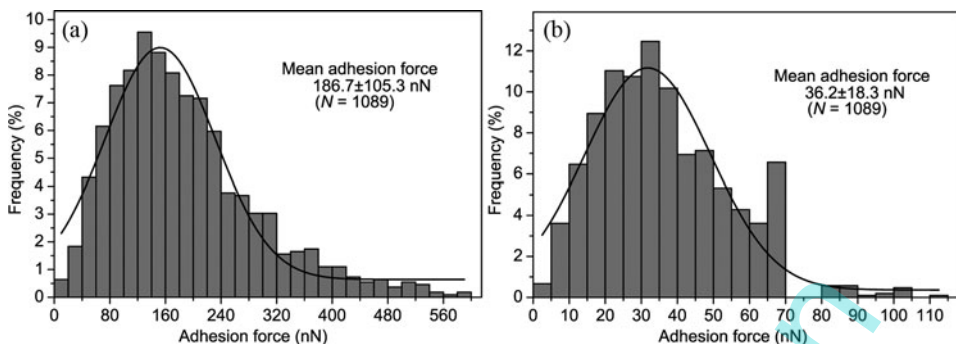 (a)
Mean adhesion force
186.7±105.3 nN
(N = 1089)
Frequency (%)
10
9
8
7
6
5
4
3
2
1
0
0 80 160 240 320 400 480 560
Adhesion force (nN)
(b)
Mean adhesion force
36.2±18.3 nN
(N = 1089)
Frequency (%)
12
10
8
6
4
2
0
0 10 20 30 40 50 60 70 80 90 100 110
Adhesion force (nN)